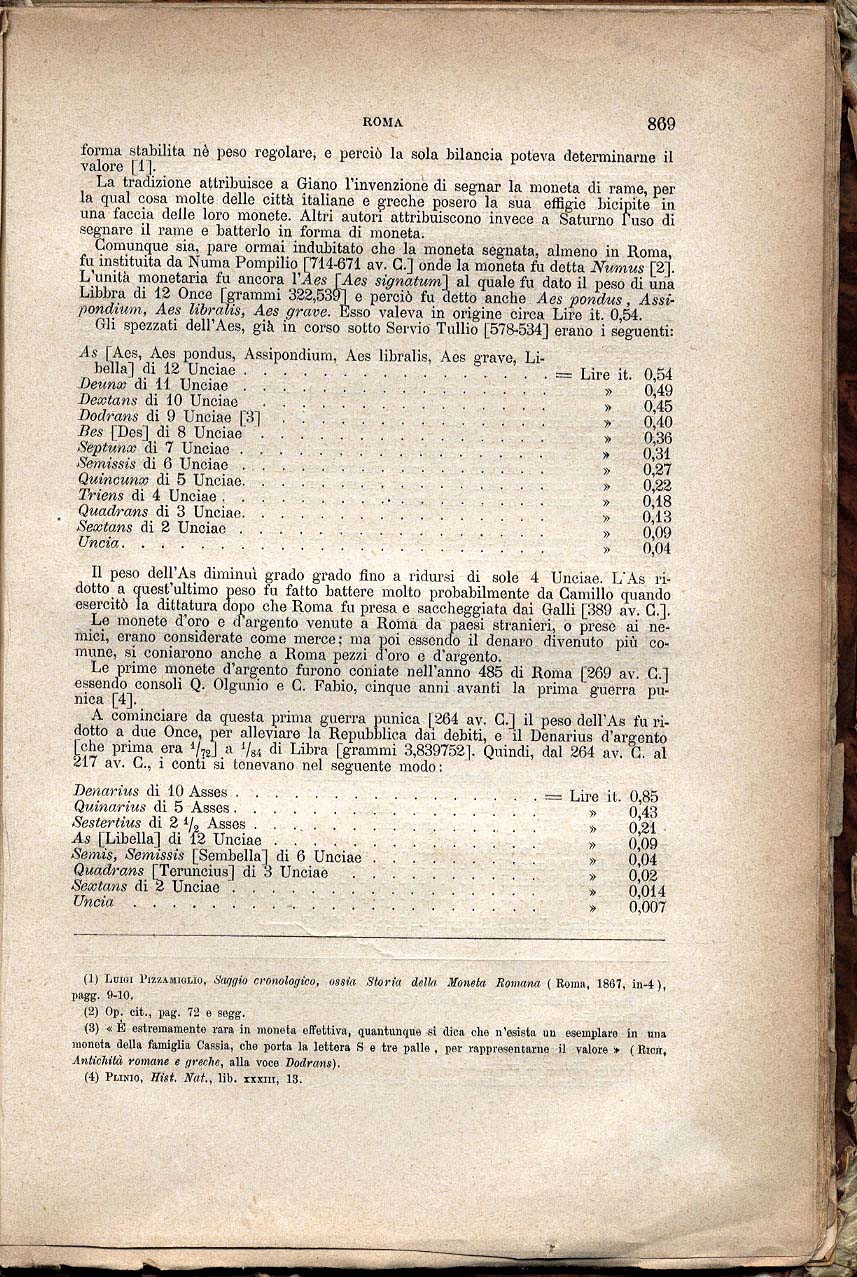 ROMA 869
forma stabilita nè peso regolare, e perciò la sola bilancia poteva determinarne il
valore [1].
La tradizione attribuisce a Giano l'invenzione di segnar la moneta di rame, per
la qual cosa molte delle città italiane e greche posero la sua effigie bicipite in
una faccia delle loro monete. Altri autori attribuiscono invece a Saturno l'uso di
segnare il rame e batterlo in forma di moneta.
Comunque sia, pare ormai indubitato che la moneta segnata, almeno in Roma,
fu instituita da Numa Pompilio [714-671 av. C.] onde la moneta fu detta Numus [2].
L'unità monetaria fu ancora l'Aes [Aes signatum] al quale fu dato il peso di una
Libbra di 12 Once [grammi 322,539] e perciò fu detto anche Aes pondus, Assi-
pondium, Aes libralis, Aes grave. Esso valeva in origine circa Lire it. 0,54.
Gli spezzati dell'Aes, già in corso sotto Servio Tullio [578-534] erano i seguenti:
As [Aes, Aes pondus, Assipondium, Aes libralis, Aes grave, Li-
bella] di 12 Unciae . . . . . . . . . . . . . . . . = Lire it. 0,54
Deunx di 11 Unciae . . . . . . . . . . . . . . . . » 0,49
Dextans di 10 Unciae . . . . . . . . . . . . . . . » 0,45
Dodrans di 9 Unciae [3] . . . . . . . . . . . . . . » 0,40
Bes [Des] di 8 Unciae . . . . . . . . . . . . . . . » 0,36
Septunx di 7 Unciae . . . . . . . . . . . . . . . . » 0,31
Semissis di 6 Unciae . . . . . . . . . . . . . . . » 0,27
Quincunx di 5 Unciae. . . . . . . . . . . . . . . . » 0,22
Triens di 4 Unciae . . . . . . . . . . . . . . . . . » 0,18
Quadrans di 3 Unciae. . . . . . . . . . . . . . . . » 0,13
Sextans di 2 Unciae . . . . . . . . . . . . . . . . » 0,09
Uncia. . . . . . . . . . . . . . . . . . . . . . » 0,04
Il peso dell'As diminuì grado grado fino a ridursi di sole 4 Unciae. L'As ri-
dotto a quest'ultimo peso fu fatto battere molto probabilmente da Camillo quando
esercitò la dittatura dopo che Roma fu presa e saccheggiata dai Galli [389 av. C.].
Le monete d'oro e d'argento venute a Roma da paesi stranieri, o prese ai ne-
mici, erano considerate come merce; ma poi essendo il denaro divenuto più co-
mune, si coniarono anche a Roma pezzi d'oro e d'argento.
Le prime monete d'argento furono coniate nell'anno 485 di Roma [269 av. C.]
essendo consoli Q. Olgunio e C. Fabio, cinque anni avanti la prima guerra pu-
nica [4].
A cominciare da questa prima guerra punica [264 av. C.] il peso dell'As fu ri-
dotto a due Once, per alleviare la Repubblica dai debiti, e il Denarius d'argento
[che prima era 1/72] a 1/84 di Libra [grammi 3,839752]. Quindi, dal 264 av. C. al
217 av. C., i conti si tenevano nel seguente modo:
Denarius di 10 Asses . . . . . . . . . . . . . . . . = Lire it. 0,85
Quinarius di 5 Asses . . . . . . . . . . . . . . . . » 0,43
Sestertius di 2 1/2 Asses . . . . . . . . . . . . . . » 0,21
As [Libella] di 12 Unciae . . . . . . . . . . . . . . » 0,09
Semis, Semissis [Sembella] di 6 Unciae . . . . . . . . . » 0,04
Quadrans [Teruncius] di 3 Unciae . . . . . . . . . . » 0,02
Sextans di 2 Unciae . . . . . . . . . . . . . . . . » 0,014
Uncia . . . . . . . . . . . . . . . . . . . . . » 0,007
(1) LUIGI PIZZAMIGLIO, Saggio cronologico, ossia Storia della Moneta Romana (Roma, 1867, in-4),
pagg. 9-10.
(2) Op. cit., pag. 72 e segg.
(3) « È estremamente rara in moneta effettiva, quantunque si dica che n'esista un esemplare in una
moneta della famiglia Cassia, che porta la lettera S e tre palle, per rappresentarne il valore » (RICH,
Antichità romane e greche, alla voce Dodrans).
(4) PLINIO, Hist. Nat., lib. XXXIII, 13.